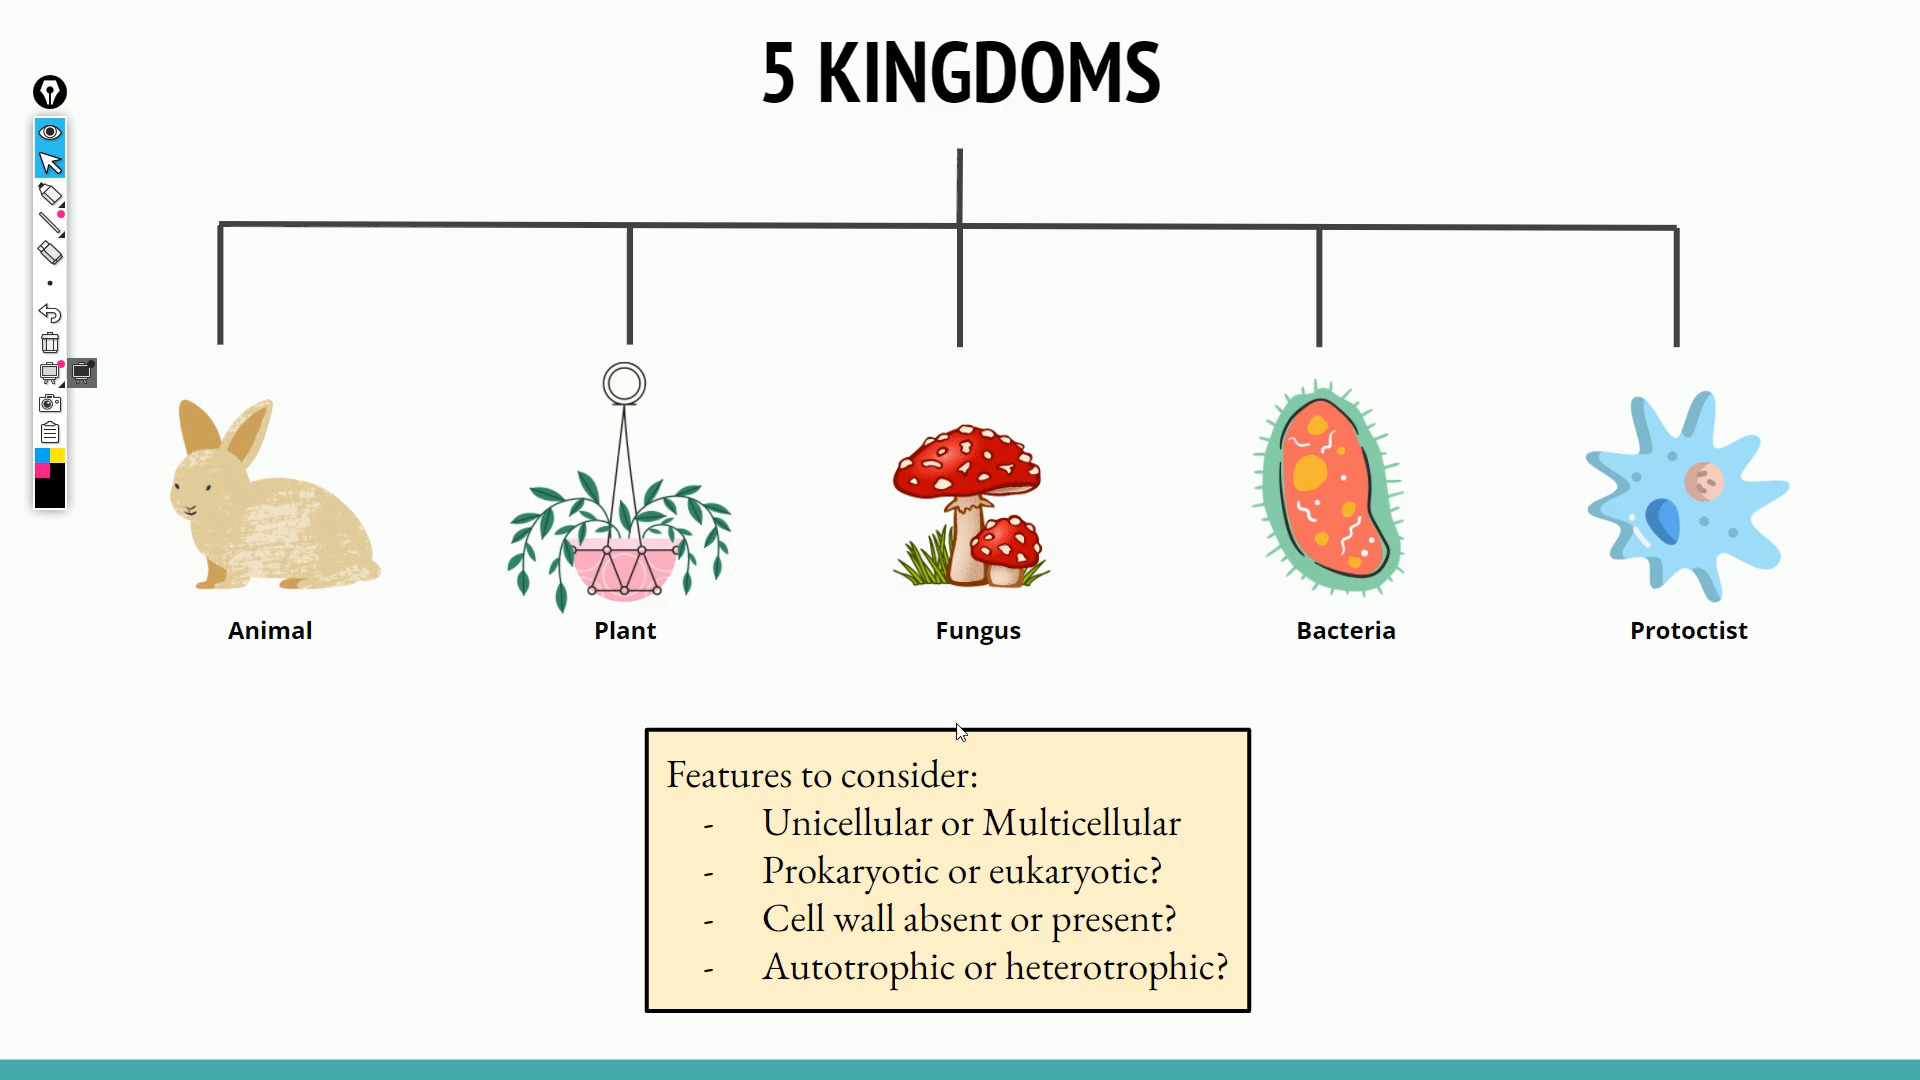 5 KINGDOMS
Animal
Plant
Fungus
Bacteria
Protoctist
Features to consider:
- Unicellular or Multicellular
- Prokaryotic or eukaryotic?
- Cell wall absent or present?
- Autotrophic or heterotrophic?